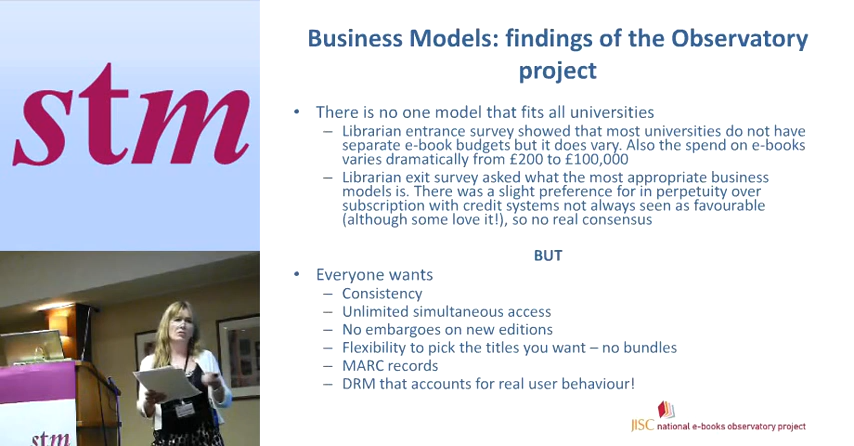 stm
Business Models: findings of the Observatory
project
• There is no one model that fits all universities
– Librarian entrance survey showed that most universities do not have
separate e-book budgets but it does vary. Also the spend on e-books
varies dramatically from £200 to £100,000
– Librarian exit survey asked what the most appropriate business
models is. There was a slight preference for in perpetuity over
subscription with credit systems not always seen as favourable
(although some love it!), so no real consensus
BUT
• Everyone wants
– Consistency
– Unlimited simultaneous access
– No embargoes on new editions
– Flexibility to pick the titles you want – no bundles
– MARC records
– DRM that accounts for real user behaviour!
stm
JISC national e-books observatory project